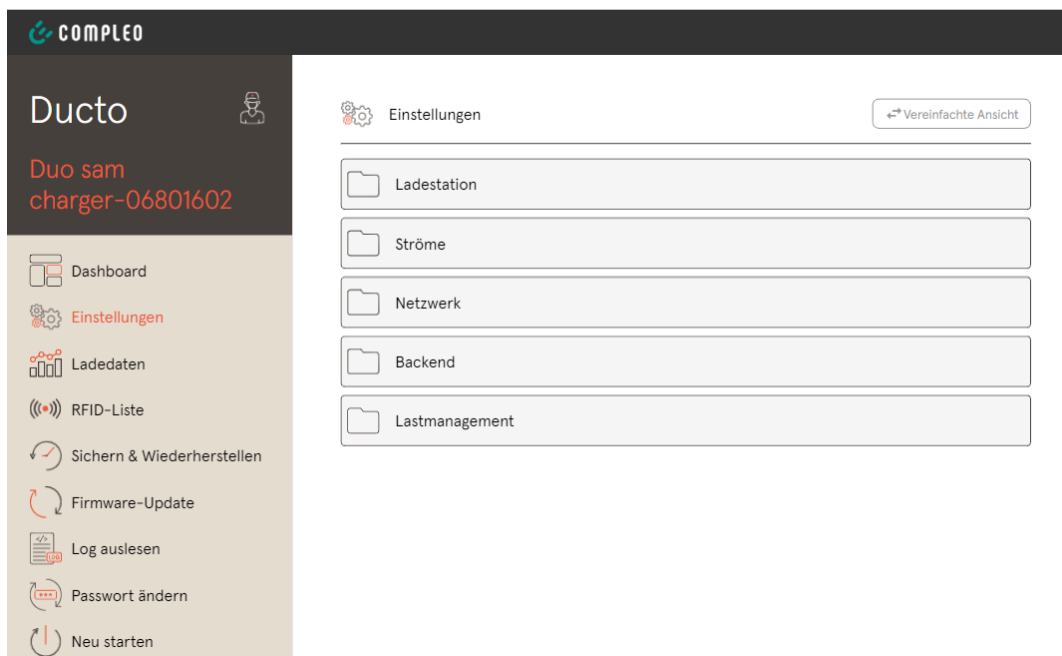 COMPLEO
Ducto
Duo sam
charger-06801602
Dashboard
Einstellungen
Ladedaten
RFID-Liste
Sichern & Wiederherstellen
Firmware-Update
LOG
Log auslesen
Passwort ändern
Neu starten
Einstellungen
Vereinfachte Ansicht
Ladestation
Ströme
Netzwerk
Backend
Lastmanagement